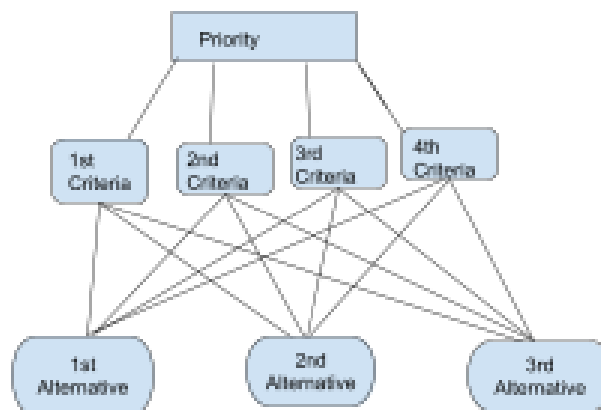 Priority
1st
Criteria
2nd
Criteria
3rd
Criteria
4th
Criteria
1st
Alternative
2nd
Alternative
3rd
Alternative